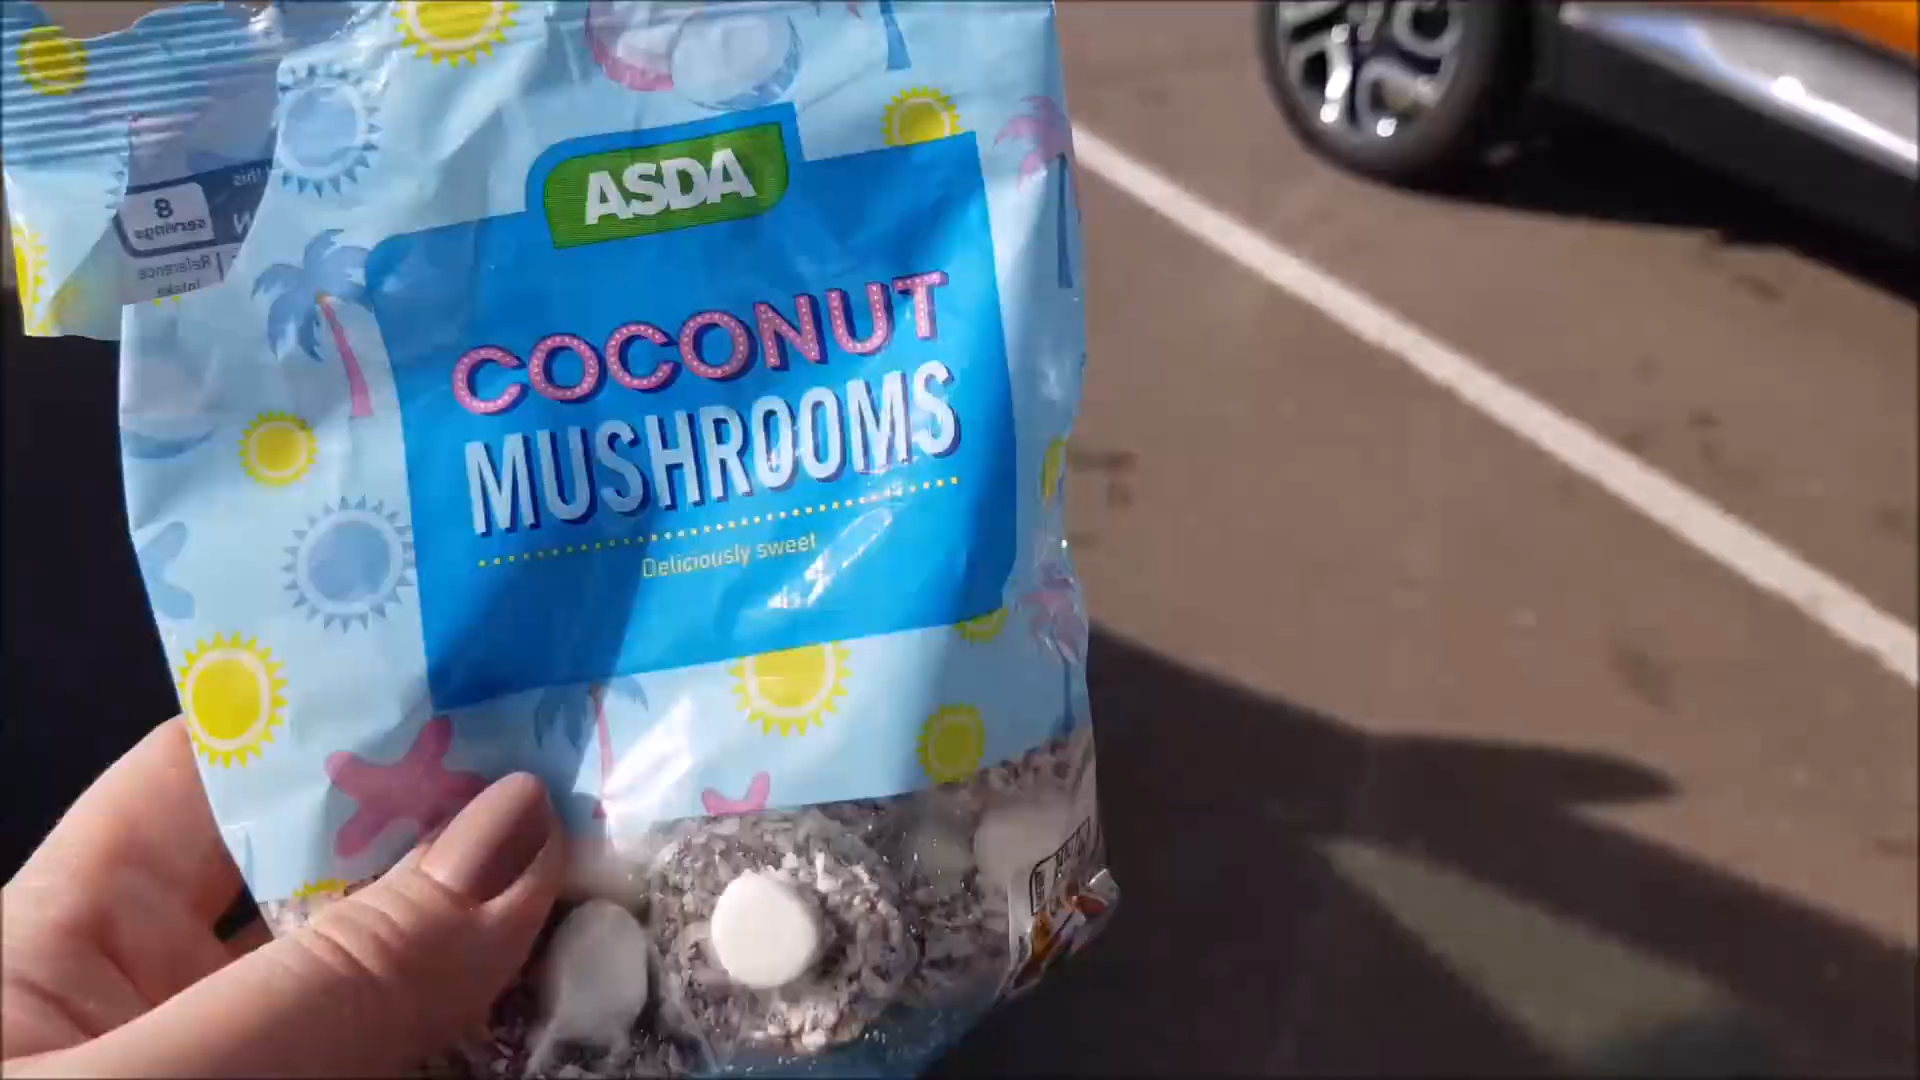 ASDA
COCONUT
MUSHROOMS
Deliciously sweet
8
servings
Reference
Intake